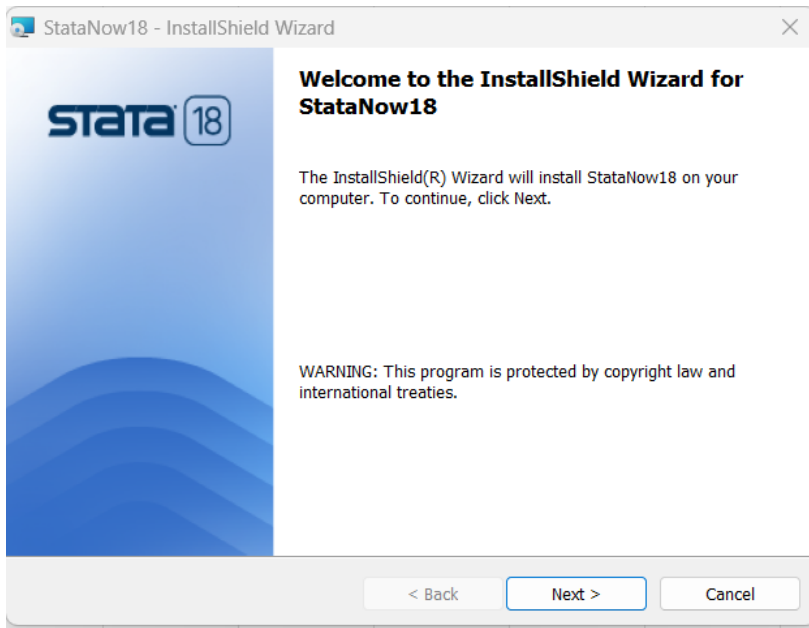 StataNow18 - InstallShield Wizard
stata 18
Welcome to the InstallShield Wizard for
StataNow18
The InstallShield(R) Wizard will install StataNow18 on your
computer. To continue, click Next.
WARNING: This program is protected by copyright law and
international treaties.
< Back
Next >
Cancel